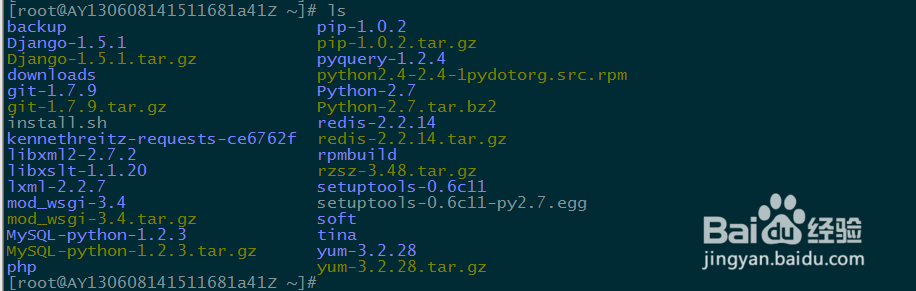 [root@AY130608141511681a41Z ~]# ls
backup pip-1.0.2
Django-1.5.1 pip-1.0.2.tar.gz
Django-1.5.1.tar.gz pyquery-1.2.4
downloads python2.4-2.4-1pydotorg.src.rpm
git-1.7.9 Python-2.7
git-1.7.9.tar.gz Python-2.7.tar.bz2
install.sh redis-2.2.14
kennethreitz-requests-ce6762f redis-2.2.14.tar.gz
libxml2-2.7.2 rpmbuild
libxslt-1.1.20 rzsz-3.48.tar.gz
lxml-2.2.7 setuptools-0.6c11
mod_wsgi-3.4 setuptools-0.6c11-py2.7.egg
mod_wsgi-3.4.tar.gz soft
MySQL-python-1.2.3 tina
MySQL-python-1.2.3.tar.gz yum-3.2.28
php yum-3.2.28.tar.gz
[root@AY130608141511681a41Z ~]#
Baidu 经验
jingyan.baidu.com